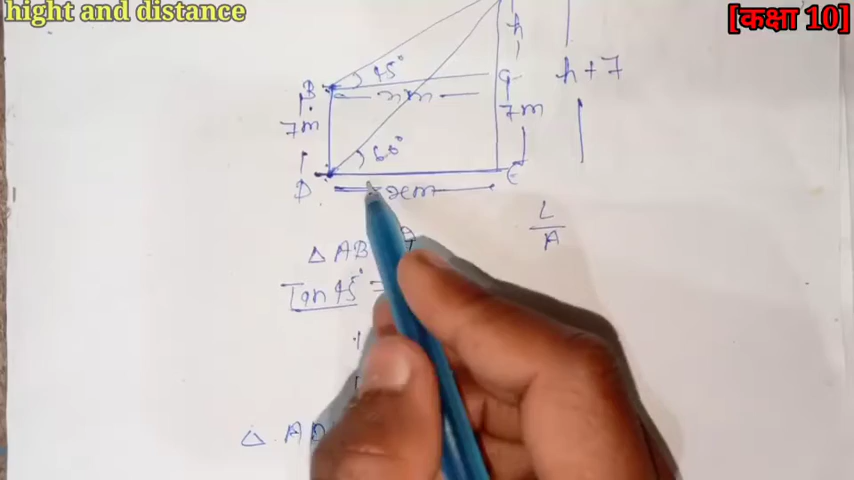 hight and distance
[कक्षा 10]
h
45°
B
G
h+7
x m
7m
7m
60°
D
C
x m
L
A
△ AB
Tan 45° =
△ AD